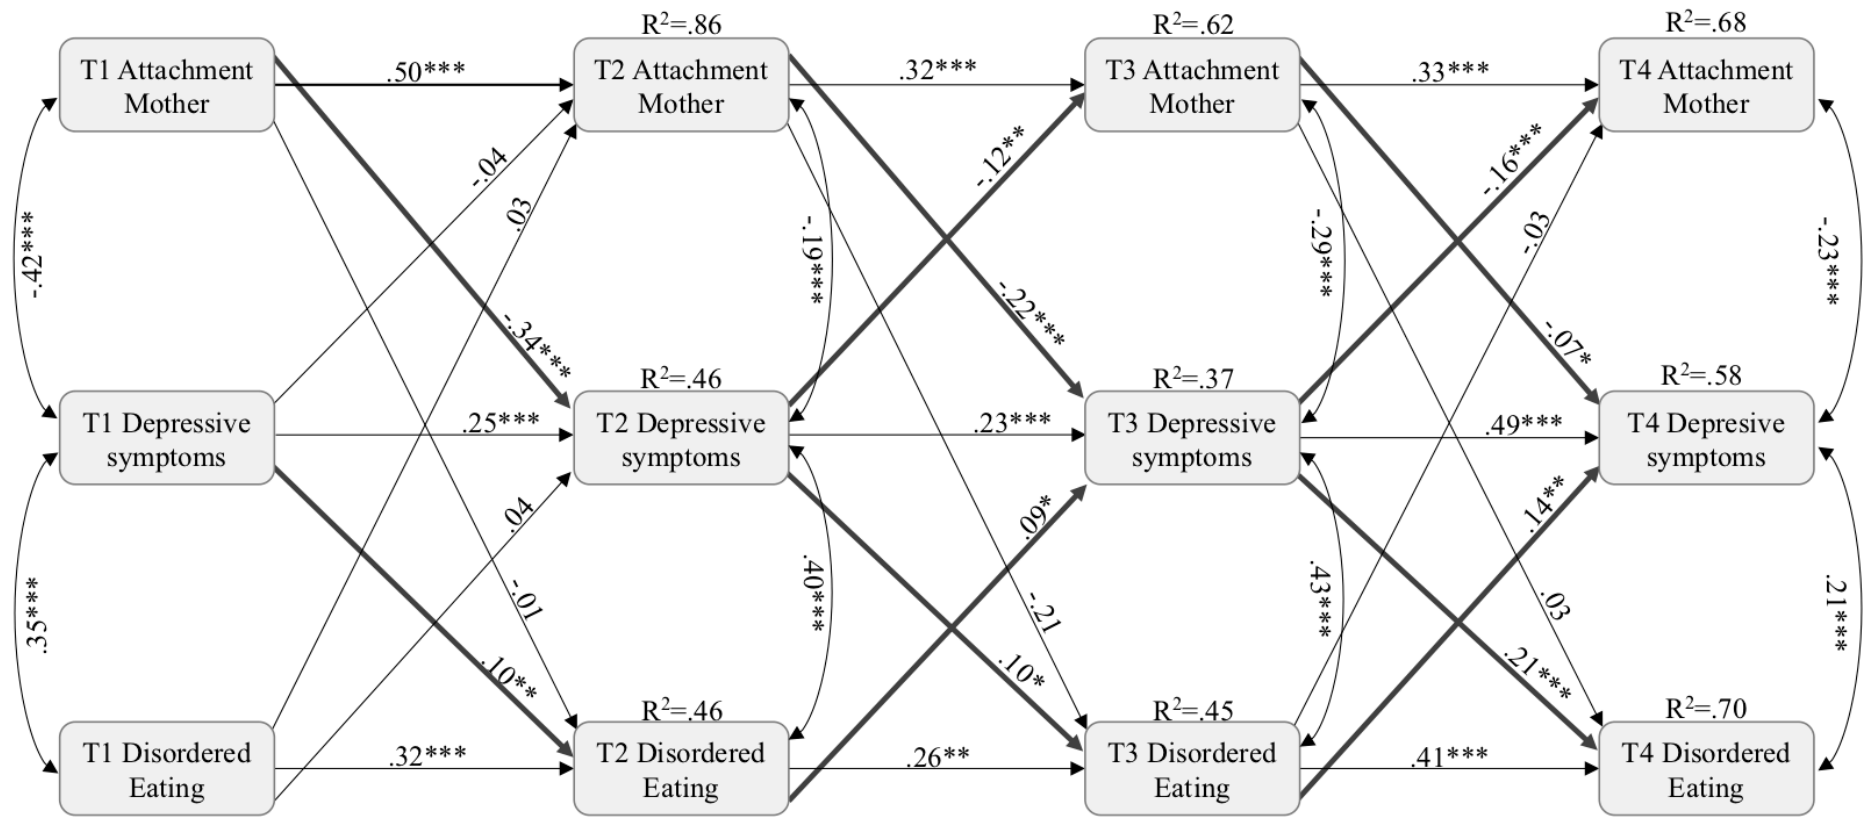 R²=.86
R²=.62
R²=.68
T1 Attachment
Mother
.50***
T2 Attachment
Mother
.32***
T3 Attachment
Mother
.33***
T4 Attachment
Mother
-.04
.03
-.12**
-.16***
-.03
-.42***
-.19***
-.29***
-.23***
-.34***
-.22***
-.07*
R²=.46
R²=.37
R²=.58
T1 Depressive
symptoms
.25***
T2 Depressive
symptoms
.23***
T3 Depressive
symptoms
.49***
T4 Depresive
symptoms
.04
.09*
.14**
.35***
-.01
.40***
-.21
.43***
.03
.21***
.10**
.10*
.21***
R²=.46
R²=.45
R²=.70
T1 Disordered
Eating
.32***
T2 Disordered
Eating
.26**
T3 Disordered
Eating
.41***
T4 Disordered
Eating